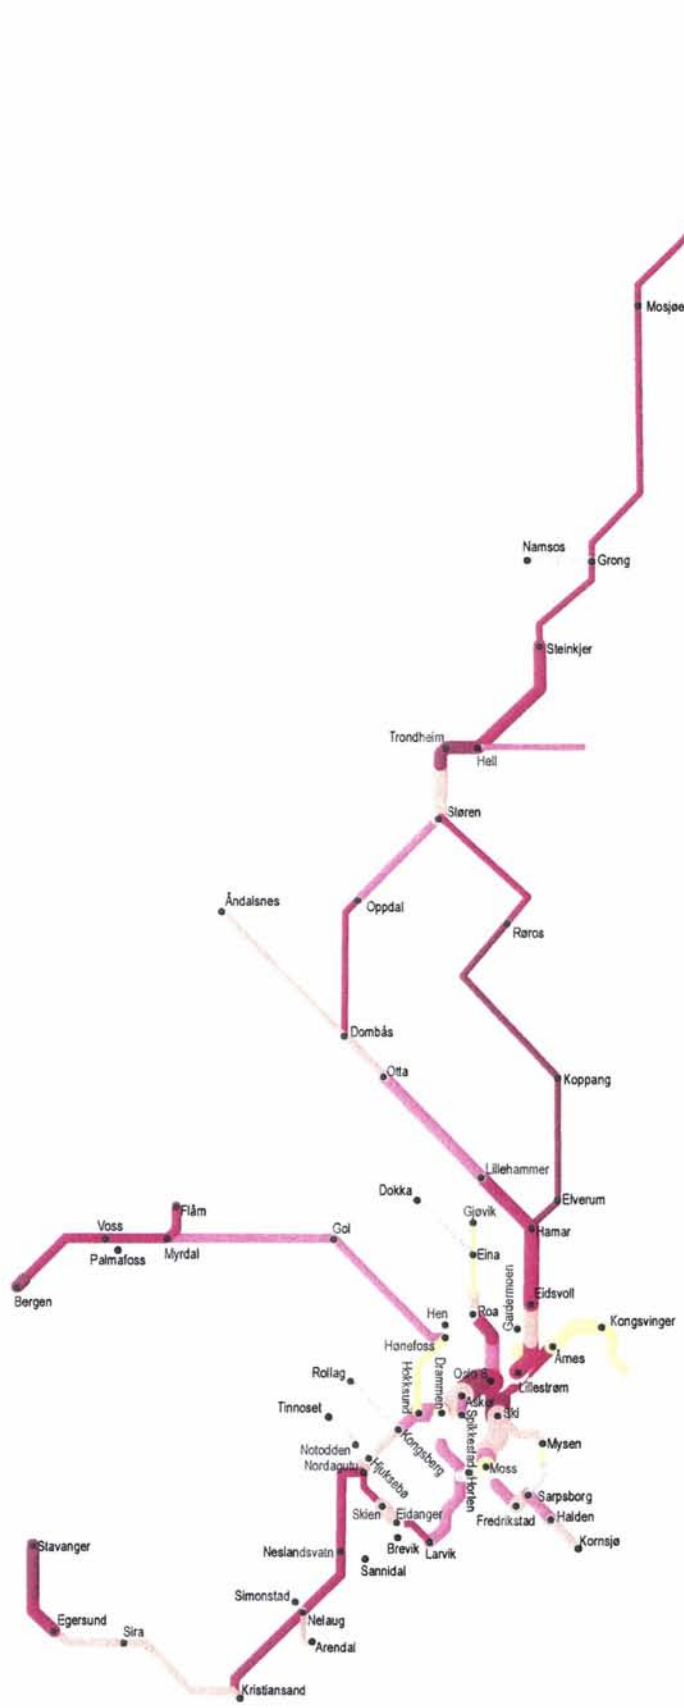 Mosjøe
Namsos
Grong
Steinkjer
Trondheim
Hell
Støren
Åndalsnes
Oppdal
Røros
Dombås
Otta
Koppang
Lillehammer
Dokka
Elverum
Flåm
Gjøvik
Hamar
Voss
Gol
Palmafoss
Myrdal
Eina
Gardermoen
Eidsvoll
Bergen
Hen
Roa
Kongsvinger
Hønefoss
Årnes
Rollag
Hokksund
Drammen
Oslo S
Lillestrøm
Asker
Spikkestad
Ski
Tinnoset
Kongsberg
Mysen
Notodden
Nordagutu
Hjuksebø
Moss
Horten
Sarpsborg
Skien
Eidanger
Fredrikstad
Halden
Stavanger
Neslandsvatn
Brevik
Larvik
Kornsjø
Sannidal
Simonstad
Egersund
Sira
Nelaug
Arendal
Kristiansand